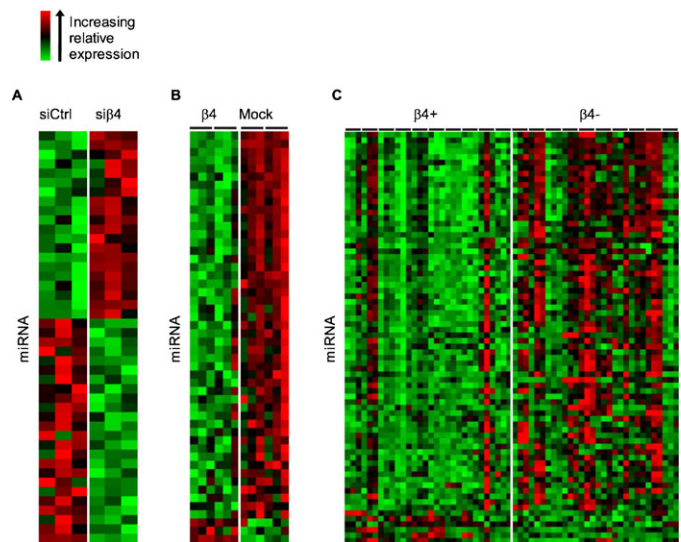 Increasing
relative
expression
A
siCtrl siβ4
miRNA
B
β4 Mock
miRNA
C
β4+ β4-
miRNA